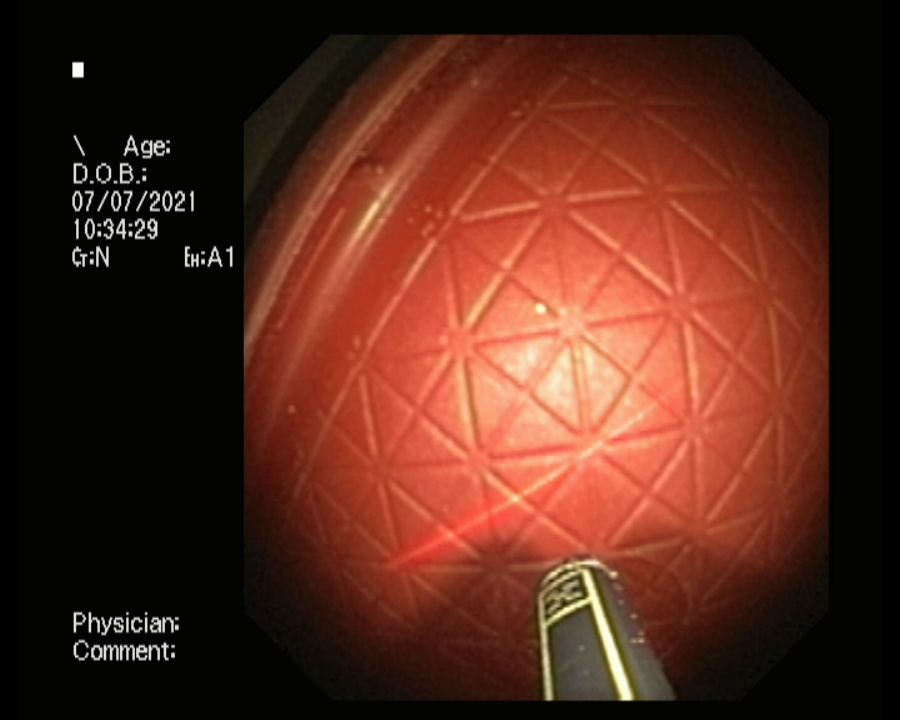 \ Age:
D.O.B.:
07/07/2021
10:34:29
Cr:N EH:A1
Physician:
Comment: